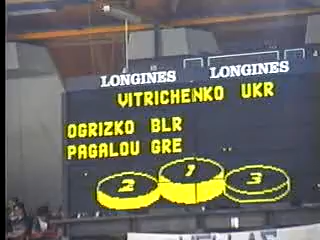 LONGINES LONGINES
VITRICHENKO UKR
OGRIZKO BLR
PAGALOU GRE
2 1 3